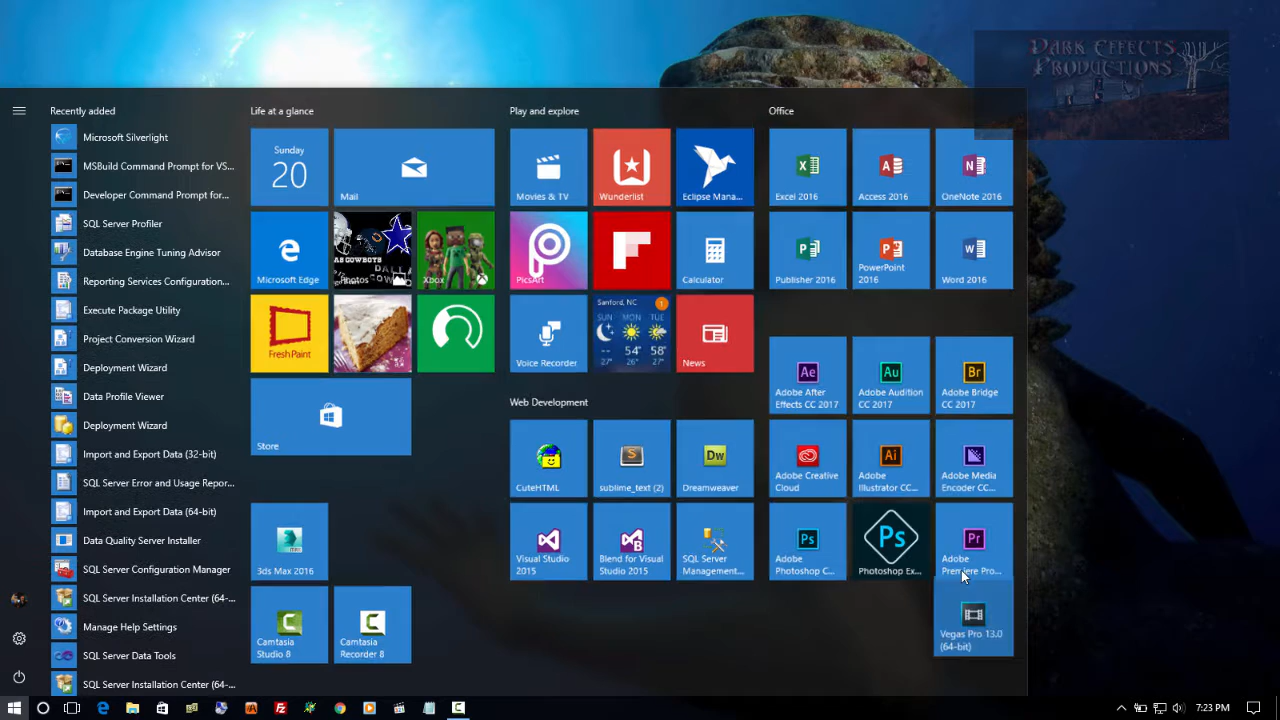 DARK EFFECTS
PRODUCTIONS
Recently added
Microsoft Silverlight
MSBuild Command Prompt for VS...
Developer Command Prompt for...
SQL Server Profiler
Database Engine Tuning Advisor
Reporting Services Configuration...
Execute Package Utility
Project Conversion Wizard
Deployment Wizard
Data Profile Viewer
Deployment Wizard
Import and Export Data (32-bit)
SQL Server Error and Usage Repor...
Import and Export Data (64-bit)
Data Quality Server Installer
SQL Server Configuration Manager
SQL Server Installation Center (64-...
Manage Help Settings
SQL Server Data Tools
SQL Server Installation Center (64-...
Life at a glance
Sunday
20
Mail
Microsoft Edge
Photos
Xbox
FreshPaint
Store
3ds Max 2016
Camtasia
Studio 8
Camtasia
Recorder 8
Play and explore
Movies & TV
Wunderlist
Eclipse Mana...
PicsArt
Calculator
Voice Recorder
Sanford, NC
1
SUN MON TUE
-- 54° 58°
27° 26° 27°
News
Web Development
CuteHTML
sublime_text (2)
Dw
Dreamweaver
Visual Studio
2015
Blend for Visual
Studio 2015
SQL Server
Management...
Office
Excel 2016
Access 2016
OneNote 2016
Publisher 2016
PowerPoint
2016
Word 2016
Ae
Adobe After
Effects CC 2017
Au
Adobe Audition
CC 2017
Br
Adobe Bridge
CC 2017
Adobe Creative
Cloud
Ai
Adobe
Illustrator CC...
Adobe Media
Encoder CC...
Ps
Adobe
Photoshop C...
Ps
Photoshop Ex...
Pr
Adobe
Premiere Pro...
Vegas Pro 13.0
(64-bit)
7:23 PM